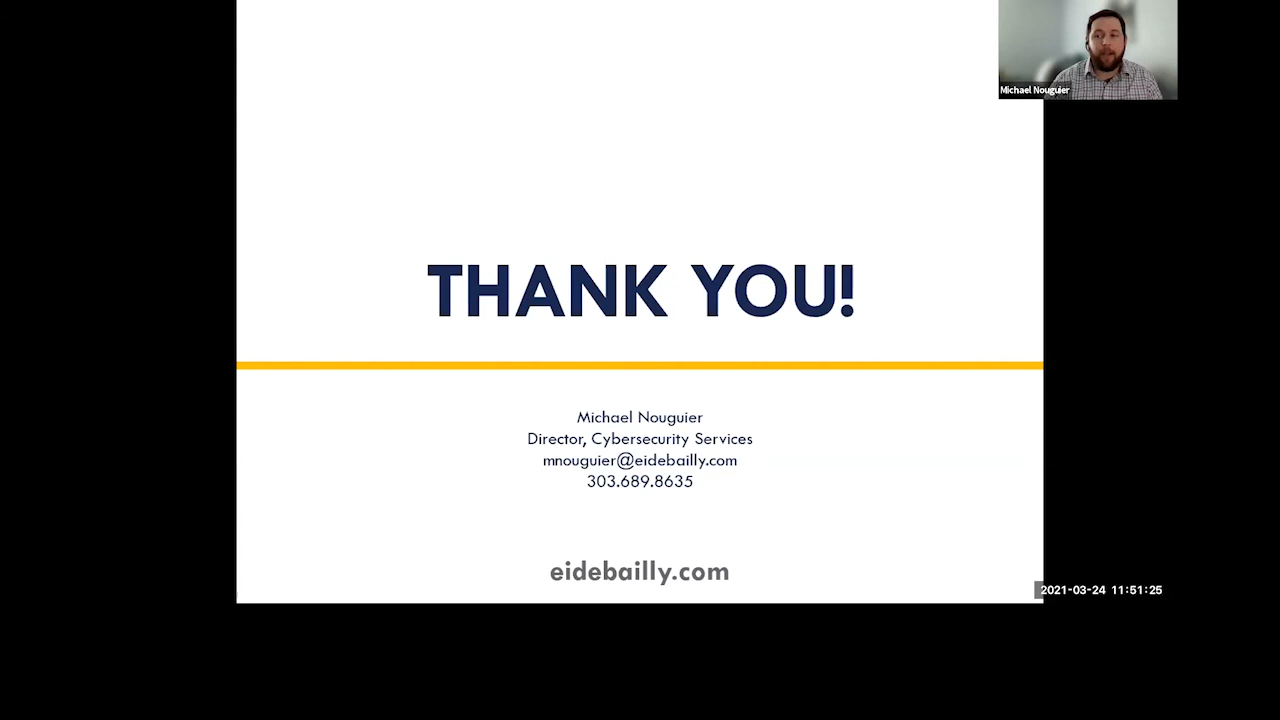 Michael Nouguier
THANK YOU!
Michael Nouguier
Director, Cybersecurity Services
mnouguier@eidebailly.com
303.689.8635
eidebailly.com
2021-03-24 11:51:25